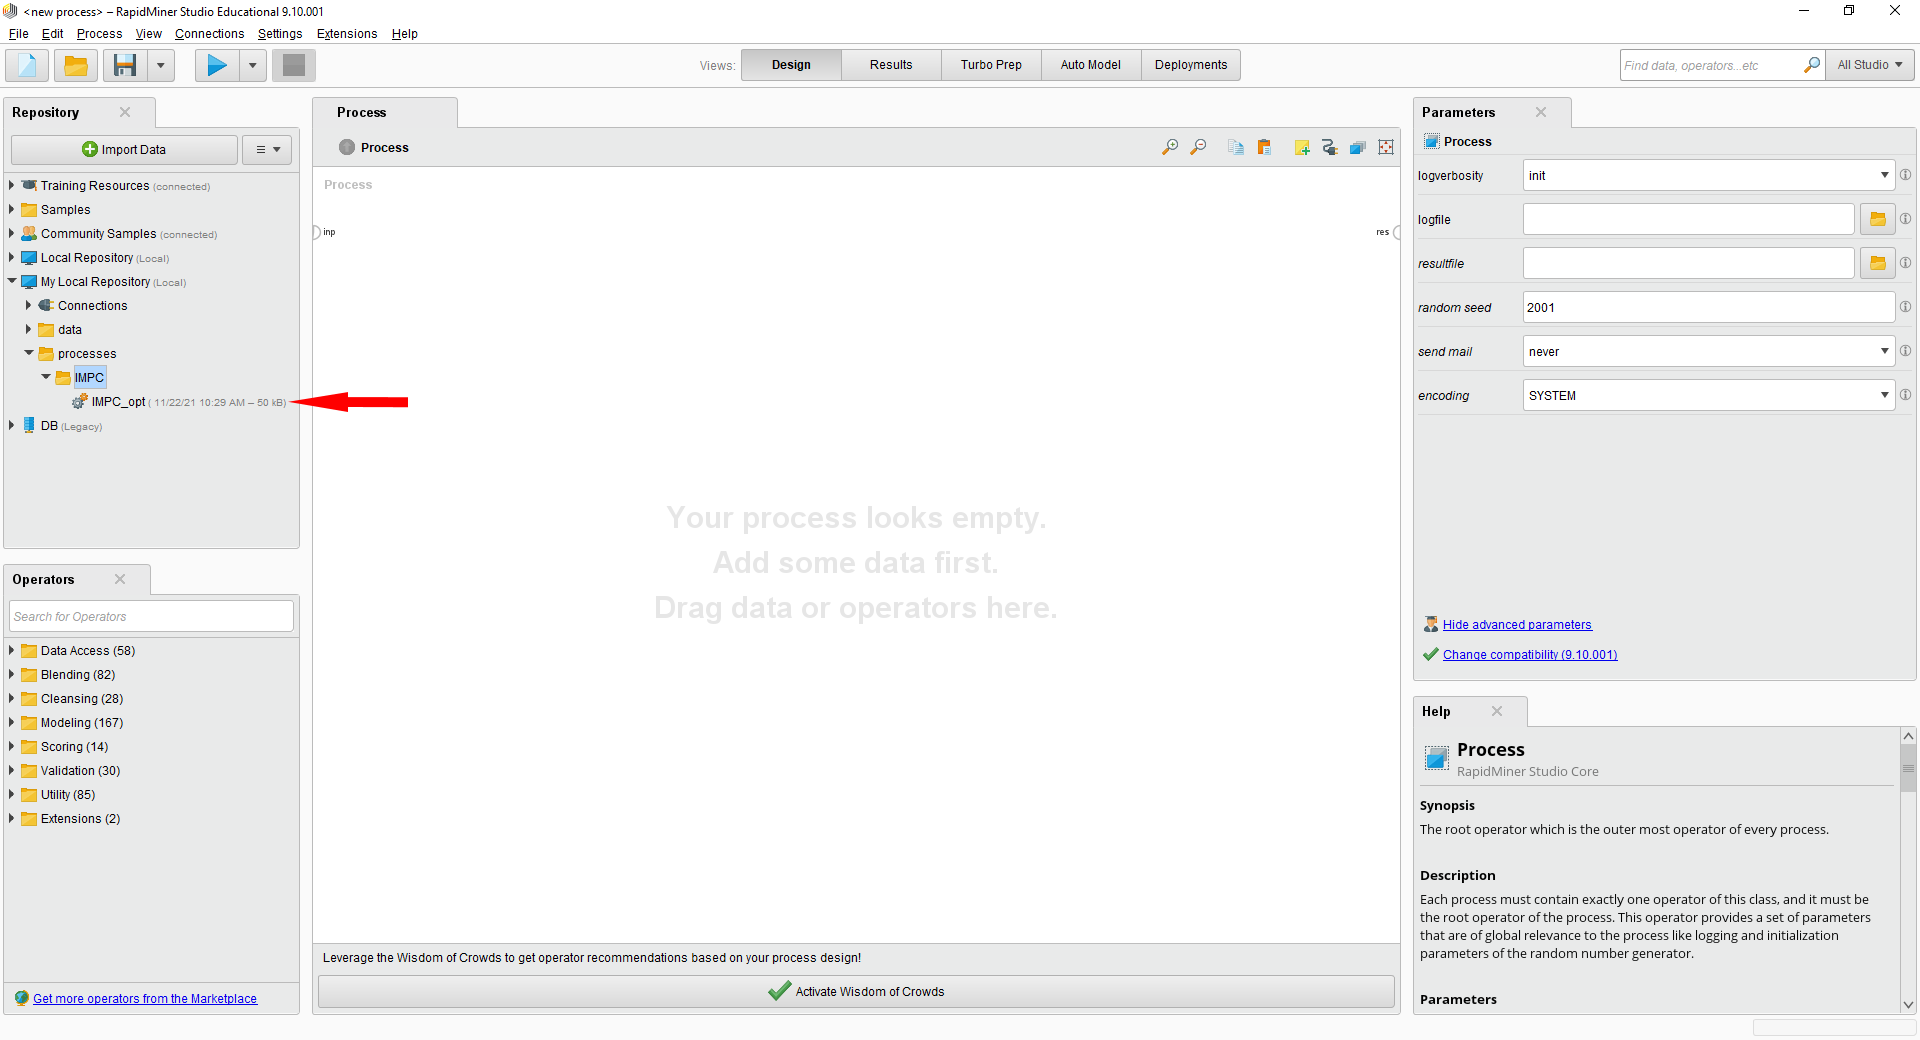 <new process> – RapidMiner Studio Educational 9.10.001
File Edit Process View Connections Settings Extensions Help
Views: Design Results Turbo Prep Auto Model Deployments
Find data, operators...etc All Studio
Repository
Import Data
Training Resources (connected)
Samples
Community Samples (connected)
Local Repository (Local)
My Local Repository (Local)
Connections
data
processes
IMPC
IMPC_opt ( 11/22/21 10:29 AM – 50 kB)
DB (Legacy)
Operators
Search for Operators
Data Access (58)
Blending (82)
Cleansing (28)
Modeling (167)
Scoring (14)
Validation (30)
Utility (85)
Extensions (2)
Get more operators from the Marketplace
Process
Process
Process
inp
res
Your process looks empty.
Add some data first.
Drag data or operators here.
Leverage the Wisdom of Crowds to get operator recommendations based on your process design!
Activate Wisdom of Crowds
Parameters
Process
logverbosity init
logfile
resultfile
random seed 2001
send mail never
encoding SYSTEM
Hide advanced parameters
Change compatibility (9.10.001)
Help
Process
RapidMiner Studio Core
Synopsis
The root operator which is the outer most operator of every process.
Description
Each process must contain exactly one operator of this class, and it must be
the root operator of the process. This operator provides a set of parameters
that are of global relevance to the process like logging and initialization
parameters of the random number generator.
Parameters